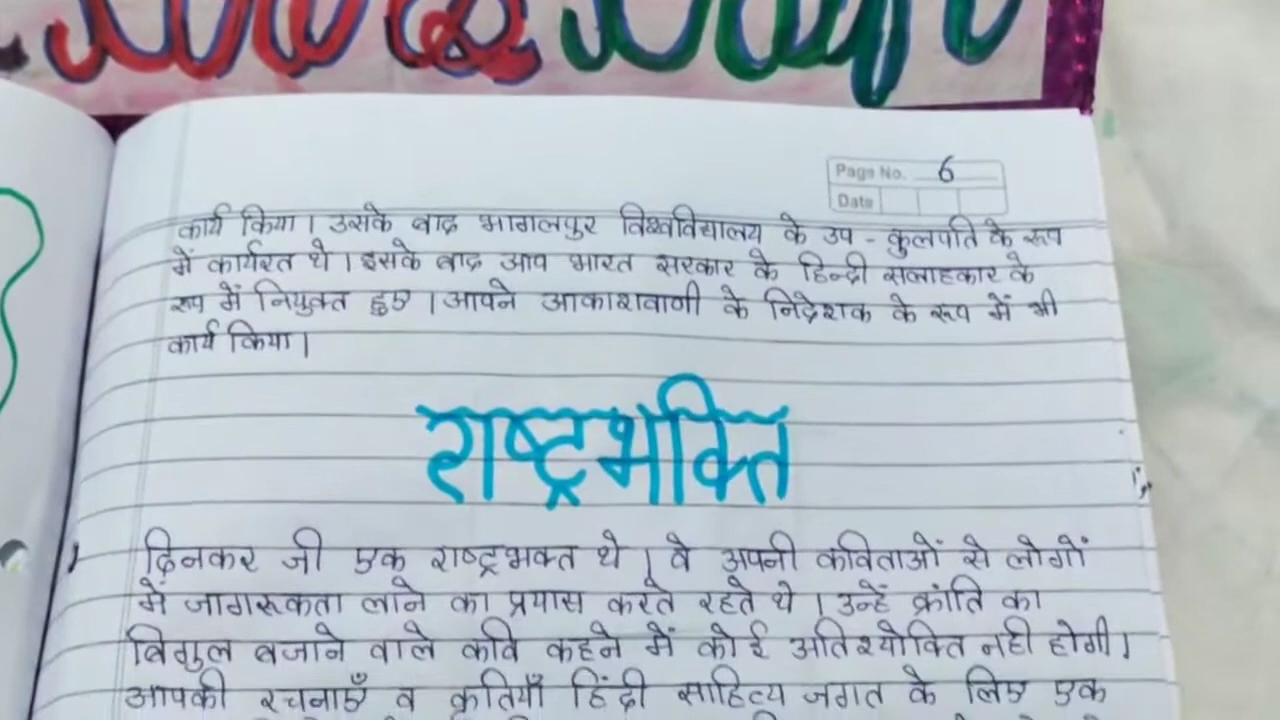 Page No. 6
Date
कार्य किया। उसके बाद भागलपुर विश्वविद्यालय के उप - कुलपति के रूप
में कार्यरत थे। इसके बाद आप भारत सरकार के हिन्दी सलाहकार के
रूप में नियुक्त हुए। आपने आकाशवाणी के निदेशक के रूप में भी
कार्य किया।
राष्ट्रभक्ति
दिनकर जी एक राष्ट्रभक्त थे। वे अपनी कविताओं से लोगों
में जागरूकता लाने का प्रयास करते रहते थे। उन्हें क्रांति का
बिगुल बजाने वाले कवि कहने में कोई अतिश्योक्ति नही होगी।
आपकी रचनाएँ व कृतियाँ हिंदी साहित्य जगत के लिए एक